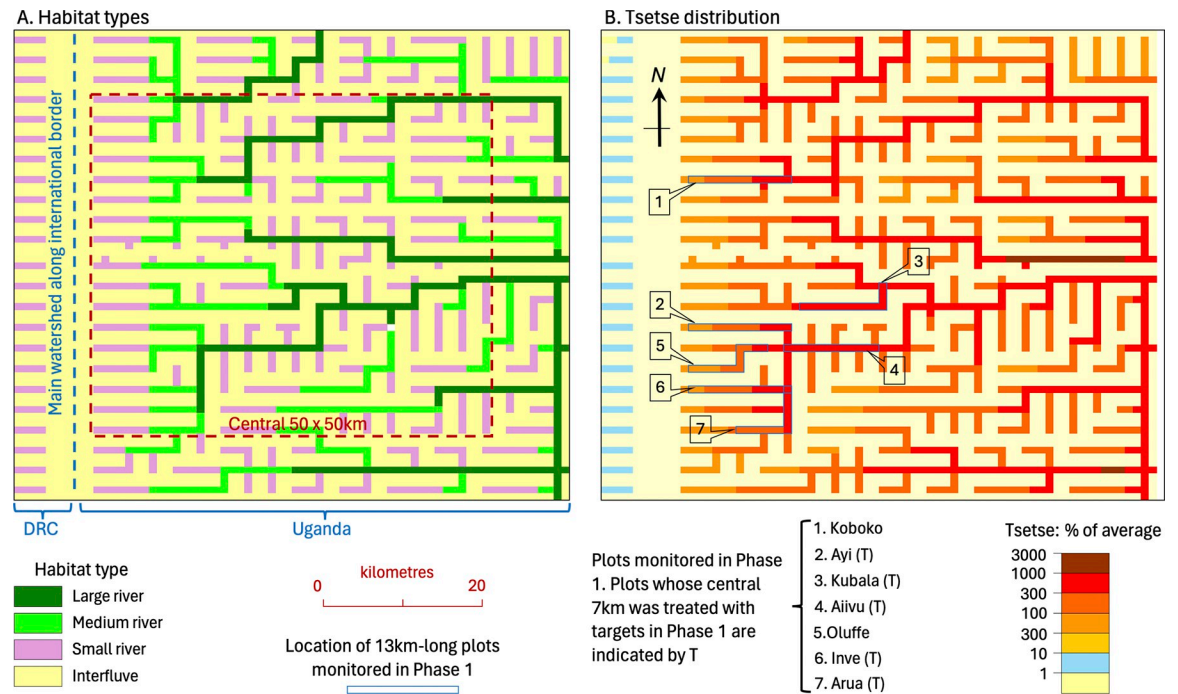 A. Habitat types
B. Tsetse distribution
Main watershed along international border
Central 50 x 50km
N
1
2
3
4
5
6
7
DRC
Uganda
Habitat type
Large river
Medium river
Small river
Interfluve
kilometres
0
20
Location of 13km-long plots
monitored in Phase 1
Plots monitored in Phase
1. Plots whose central
7km was treated with
targets in Phase 1 are
indicated by T
1. Koboko
2. Ayi (T)
3. Kubala (T)
4. Aiivu (T)
5.Oluffe
6. Inve (T)
7. Arua (T)
Tsetse: % of average
3000
1000
300
100
300
10
1